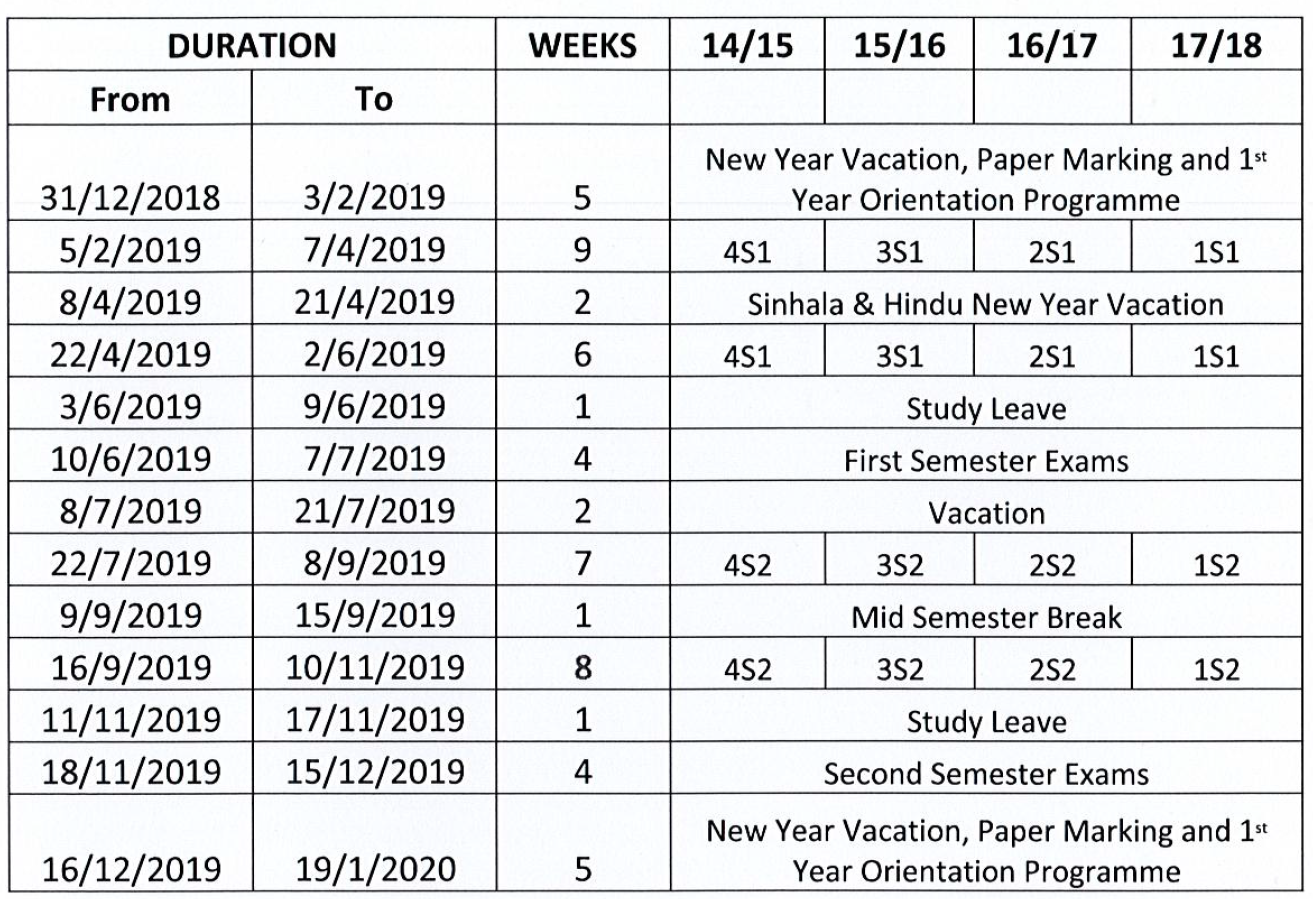 DURATION WEEKS 14/15 15/16 16/17 17/18
From To
New Year Vacation, Paper Marking and 1st
31/12/2018 3/2/2019 5 Year Orientation Programme
5/2/2019 7/4/2019 9 4S1 3S1 2S1 1S1
8/4/2019 21/4/2019 2 Sinhala & Hindu New Year Vacation
22/4/2019 2/6/2019 6 4S1 3S1 2S1 1S1
3/6/2019 9/6/2019 1 Study Leave
10/6/2019 7/7/2019 4 First Semester Exams
8/7/2019 21/7/2019 2 Vacation
22/7/2019 8/9/2019 7 4S2 3S2 2S2 1S2
9/9/2019 15/9/2019 1 Mid Semester Break
16/9/2019 10/11/2019 8 4S2 3S2 2S2 1S2
11/11/2019 17/11/2019 1 Study Leave
18/11/2019 15/12/2019 4 Second Semester Exams
New Year Vacation, Paper Marking and 1st
16/12/2019 19/1/2020 5 Year Orientation Programme